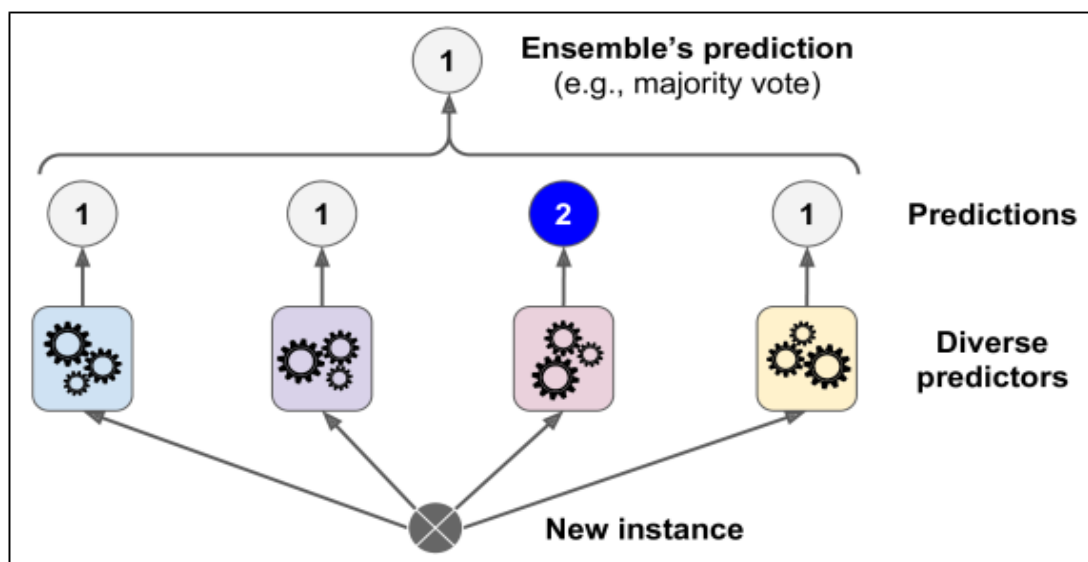 1
Ensemble’s prediction
(e.g., majority vote)
1 1 2 1
Predictions
Diverse
predictors
New instance